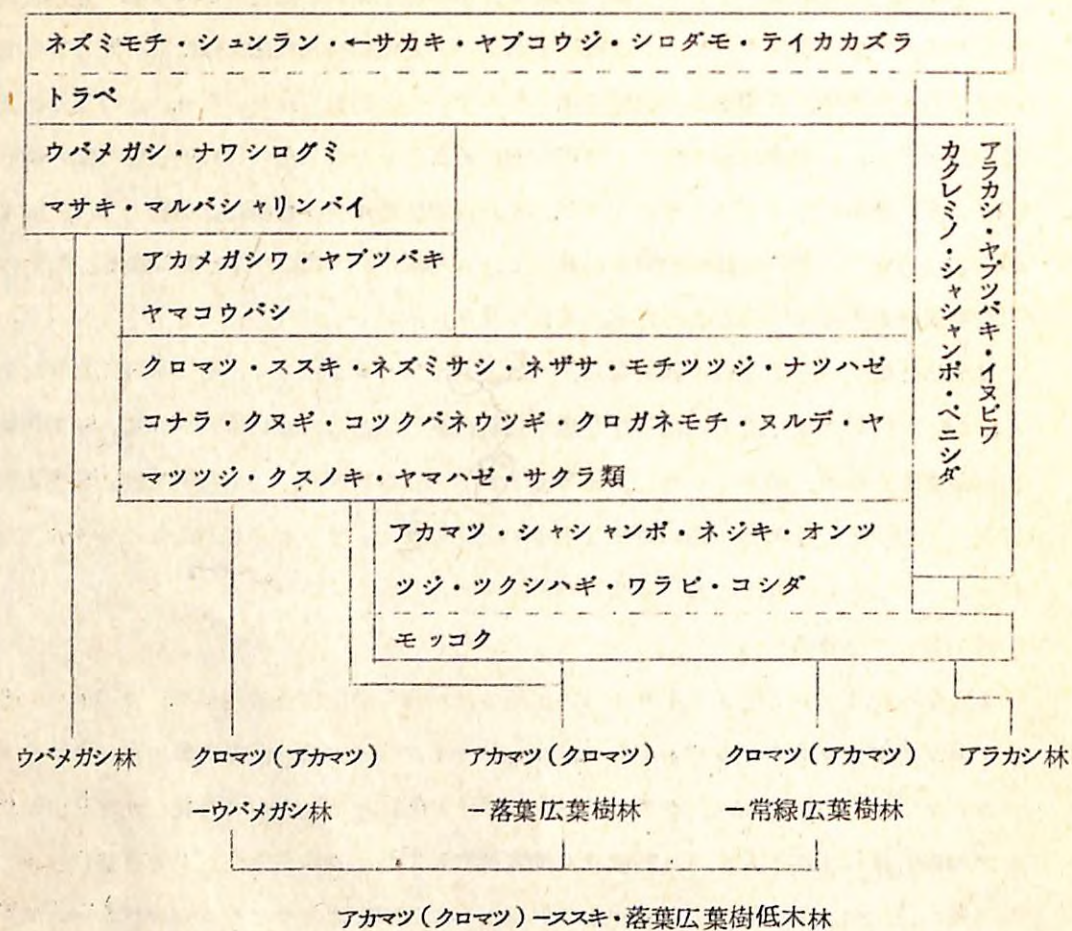 ネズミモチ・シュンラン・←サカキ・ヤブコウジ・シロダモ・テイカカズラ
トラベ
ウバメガシ・ナワシログミ
マサキ・マルバシャリンバイ
アラカシ・ヤブツバキ・イヌビワ
カクレミノ・シャシャンポ・ベニシダ
アカメガシワ・ヤブツバキ
ヤマコウバシ
クロマツ・ススキ・ネズミサシ・ネザサ・モチツツジ・ナツハゼ
コナラ・クヌギ・コツクバネウツギ・クロガネモチ・ヌルデ・ヤ
マツツジ・クスノキ・ヤマハゼ・サクラ類
アカマツ・シャシャンポ・ネジキ・オンツ
ツジ・ツクシハギ・ワラビ・コシダ
モッコク
ウバメガシ林
クロマツ(アカマツ)
ーウバメガシ林
アカマツ(クロマツ)
ー落葉広葉樹林
クロマツ(アカマツ)
ー常緑広葉樹林
アラカシ林
アカマツ(クロマツ)ーススキ・落葉広葉樹低木林